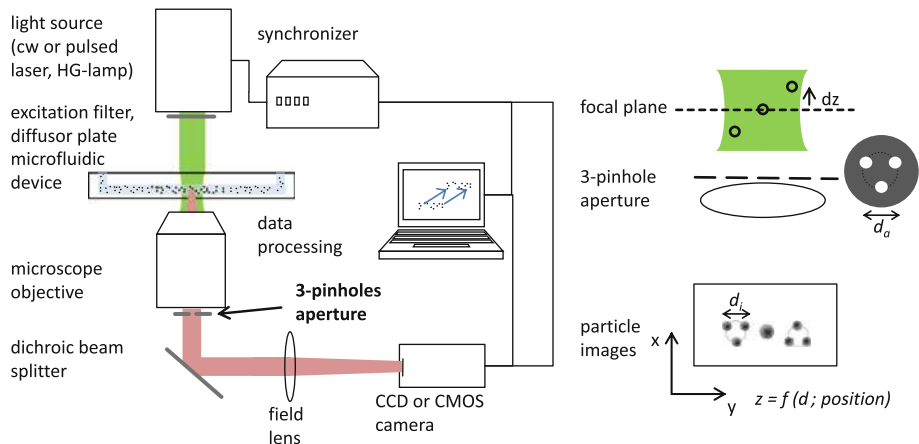 light source
(cw or pulsed
laser, HG-lamp)
synchronizer
excitation filter,
diffusor plate
microfluidic
device
data
processing
microscope
objective
3-pinholes
aperture
dichroic beam
splitter
field
lens
CCD or CMOS
camera
focal plane
dz
3-pinhole
aperture
dₐ
particle
images
dᵢ
x
y
z = f (d ; position)